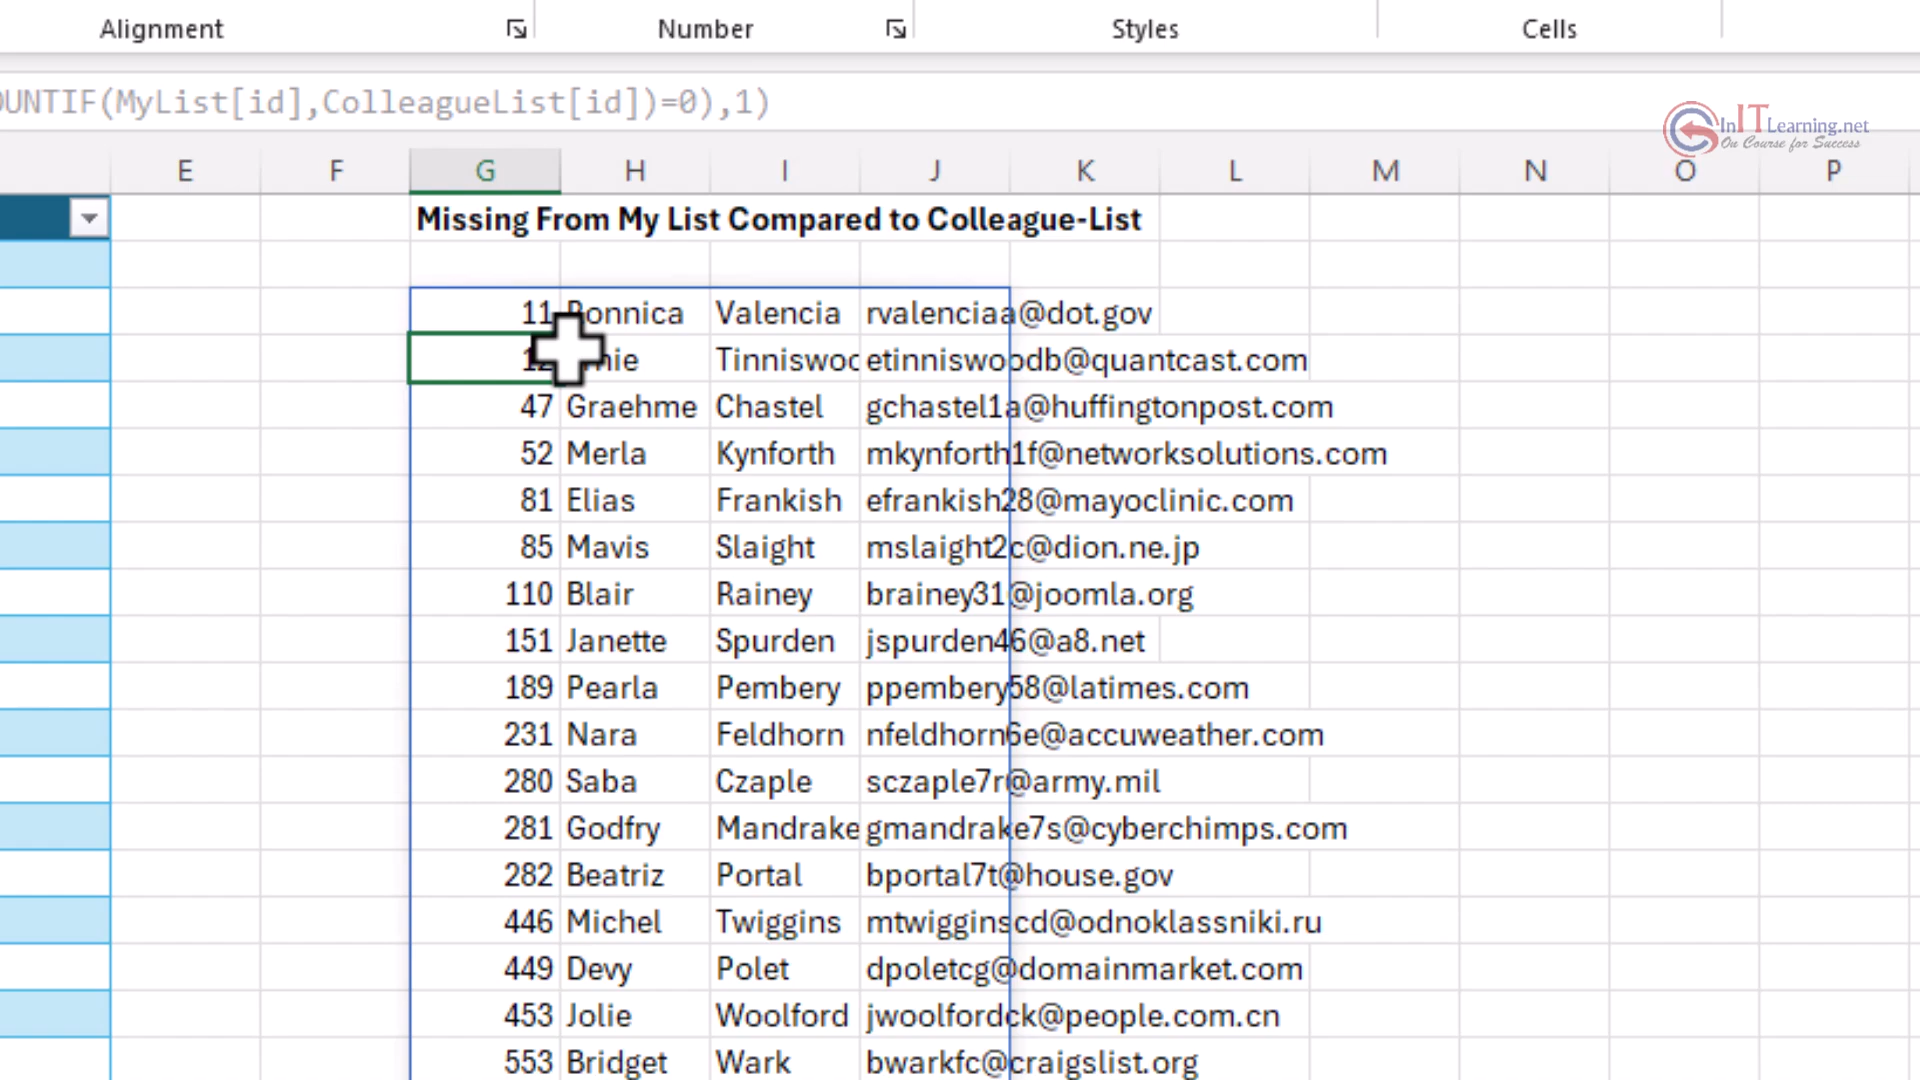 Alignment Number Styles Cells
OUNTIF(MyList[id],ColleagueList[id])=0),1)
InITLearning.net
On Course for Success
E F G H I J K L M N O P
Missing From My List Compared to Colleague-List
11 Ronnica Valencia rvalenciaa@dot.gov
12 Tinniswoo etinniswoodb@quantcast.com
47 Graehme Chastel gchastel1a@huffingtonpost.com
52 Merla Kynforth mkynforth1f@networksolutions.com
81 Elias Frankish efrankish28@mayoclinic.com
85 Mavis Slaight mslaight2c@dion.ne.jp
110 Blair Rainey brainey31@joomla.org
151 Janette Spurden jspurden46@a8.net
189 Pearla Pembery ppembery58@latimes.com
231 Nara Feldhorn nfeldhorn6e@accuweather.com
280 Saba Czaple sczaple7r@army.mil
281 Godfry Mandrake gmandrake7s@cyberchimps.com
282 Beatriz Portal bportal7t@house.gov
446 Michel Twiggins mtwigginscd@odnoklassniki.ru
449 Devy Polet dpoletcg@domainmarket.com
453 Jolie Woolford jwoolfordck@people.com.cn
553 Bridget Wark bwarkfc@craigslist.org